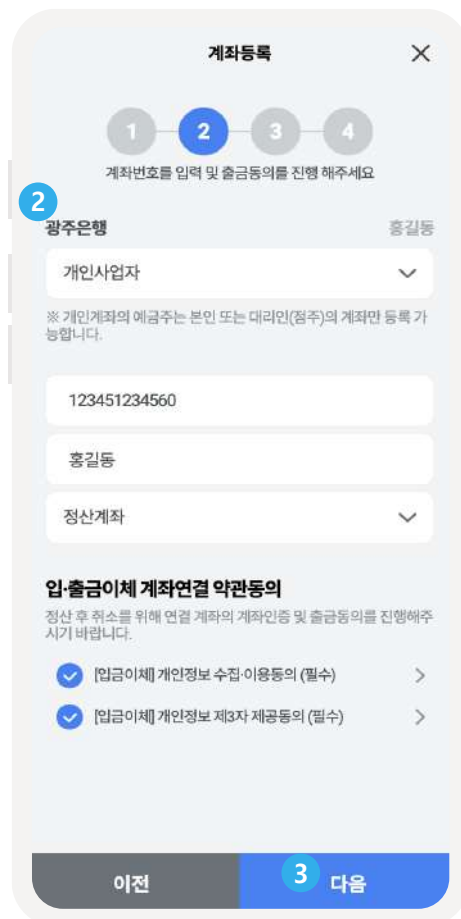 계좌등록
1 2 3 4
계좌번호를 입력 및 출금동의를 진행 해주세요
2
광주은행 홍길동
개인사업자
※ 개인계좌의 예금주는 본인 또는 대리인(점주)의 계좌만 등록 가
능합니다.
123451234560
홍길동
정산계좌
입·출금이체 계좌연결 약관동의
정산 후 취소를 위해 연결 계좌의 계좌인증 및 출금동의를 진행해주
시기 바랍니다.
[입금이체] 개인정보 수집·이용동의 (필수)
[입금이체] 개인정보 제3자 제공동의 (필수)
이전 3 다음